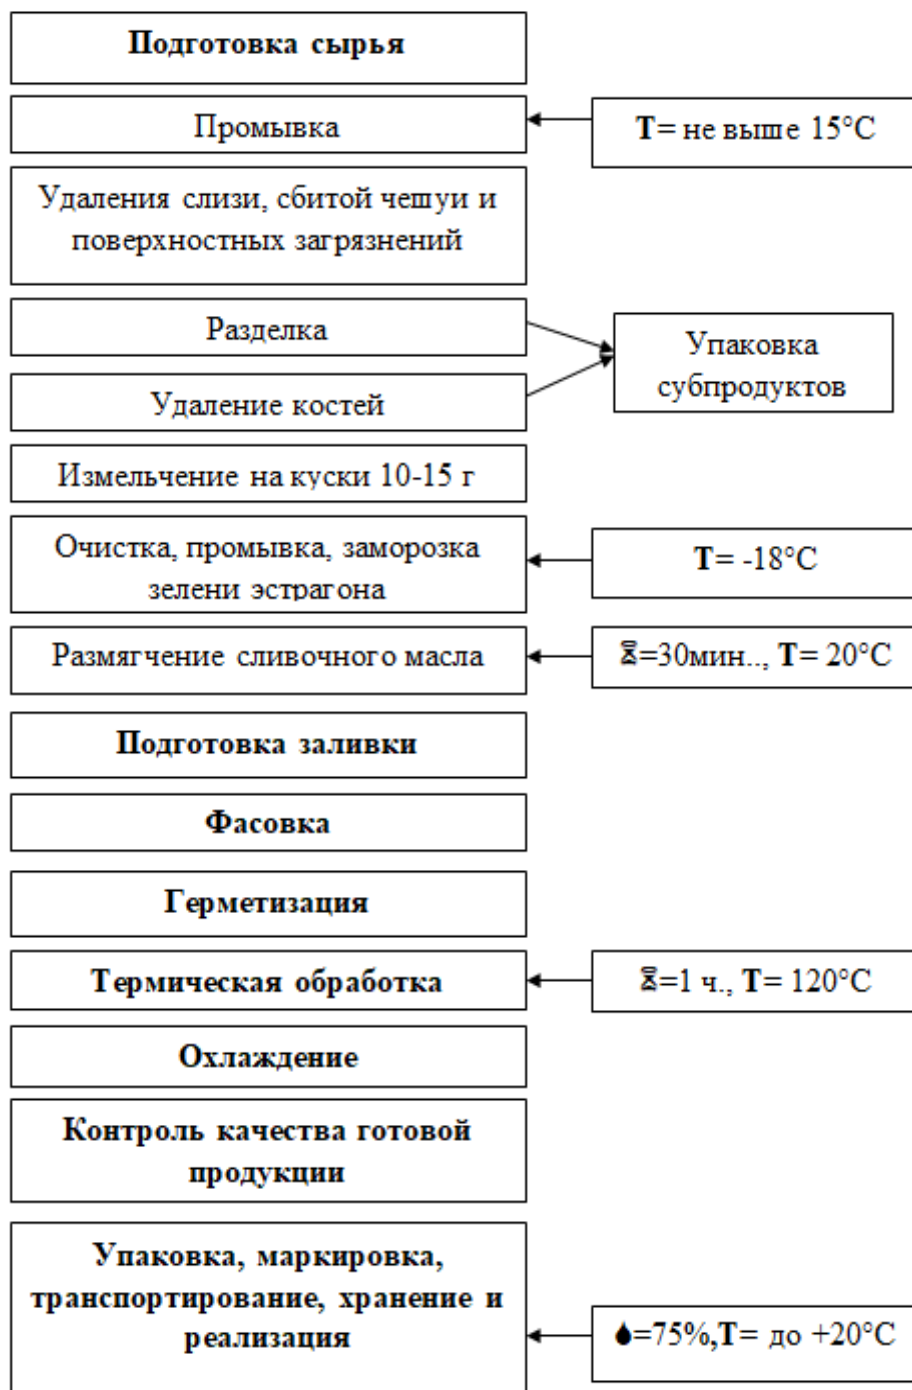 Подготовка сырья
Промывка
Т= не выше 15°С
Удаления слизи, сбитой чешуи и
поверхностных загрязнений
Разделка
Упаковка
субпродуктов
Удаление костей
Измельчение на куски 10-15 г
Очистка, промывка, заморозка
зелени эстрагона
Т= -18°С
Размягчение сливочного масла
⌛=30мин.., Т= 20°С
Подготовка заливки
Фасовка
Герметизация
Термическая обработка
⌛=1 ч., Т= 120°С
Охлаждение
Контроль качества готовой
продукции
Упаковка, маркировка,
транспортирование, хранение и
реализация
💧=75%,Т= до +20°С